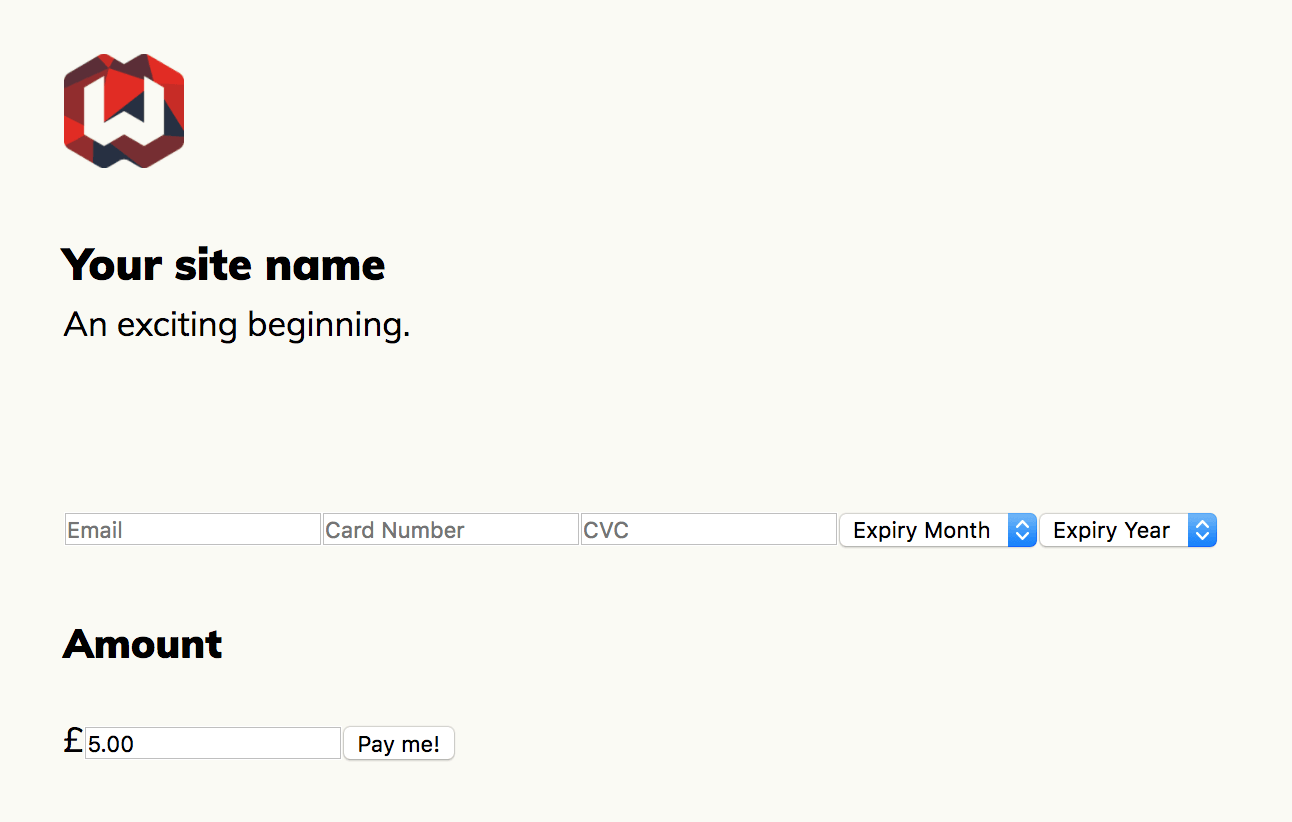 W
Your site name
An exciting beginning.
Email Card Number CVC Expiry Month Expiry Year
Amount
£5.00 Pay me!